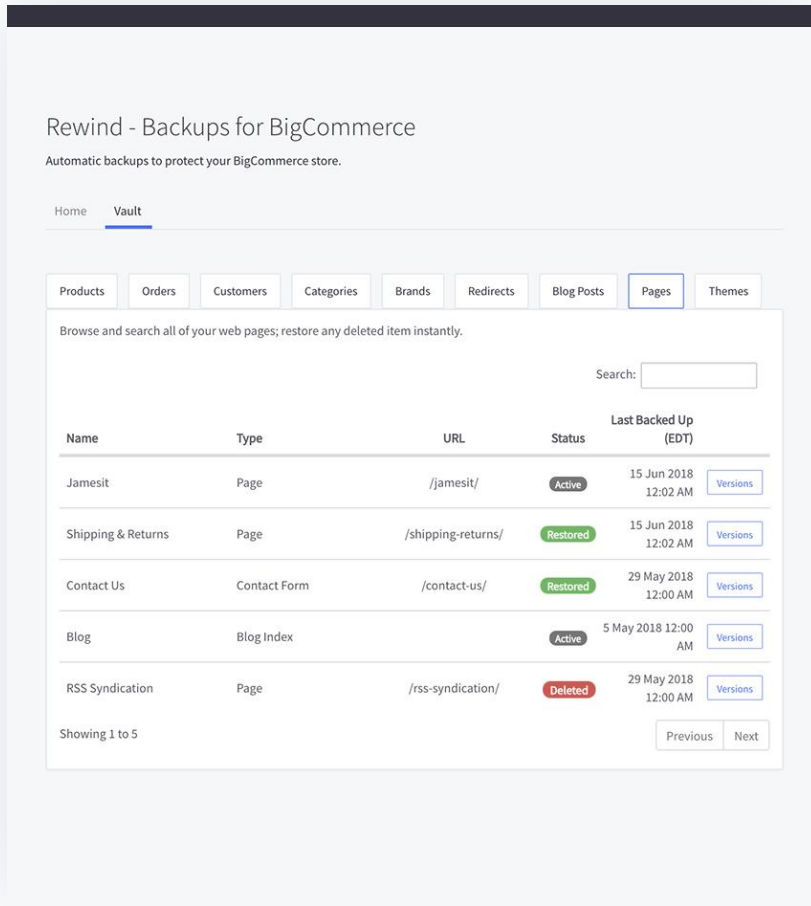 Rewind - Backups for BigCommerce
Automatic backups to protect your BigCommerce store.
Home Vault
Products Orders Customers Categories Brands Redirects Blog Posts Pages Themes
Browse and search all of your web pages; restore any deleted item instantly.
Search:
Last Backed Up
Name Type URL Status (EDT)
15 Jun 2018
Jamesit Page /jamesit/ Active Versions
12:02 AM
15 Jun 2018
Shipping & Returns Page /shipping-returns/ Restored Versions
12:02 AM
29 May 2018
Contact Us Contact Form /contact-us/ Restored Versions
12:00 AM
5 May 2018 12:00
Blog Blog Index Active Versions
AM
29 May 2018
RSS Syndication Page /rss-syndication/ Deleted Versions
12:00 AM
Showing 1 to 5
Previous Next